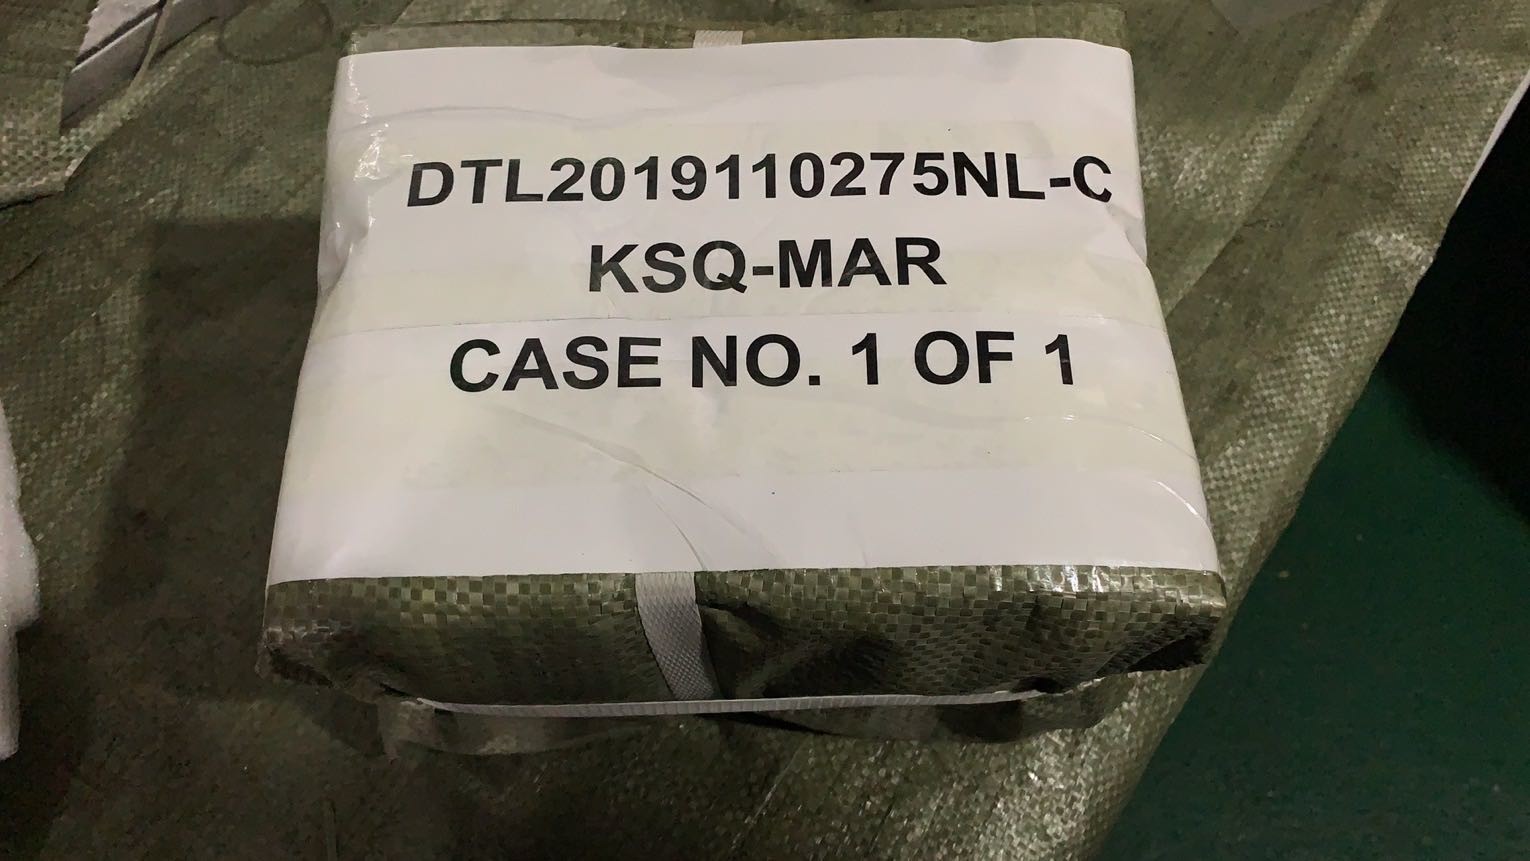 DTL2019110275NL-C
KSQ-MAR
CASE NO. 1 OF 1